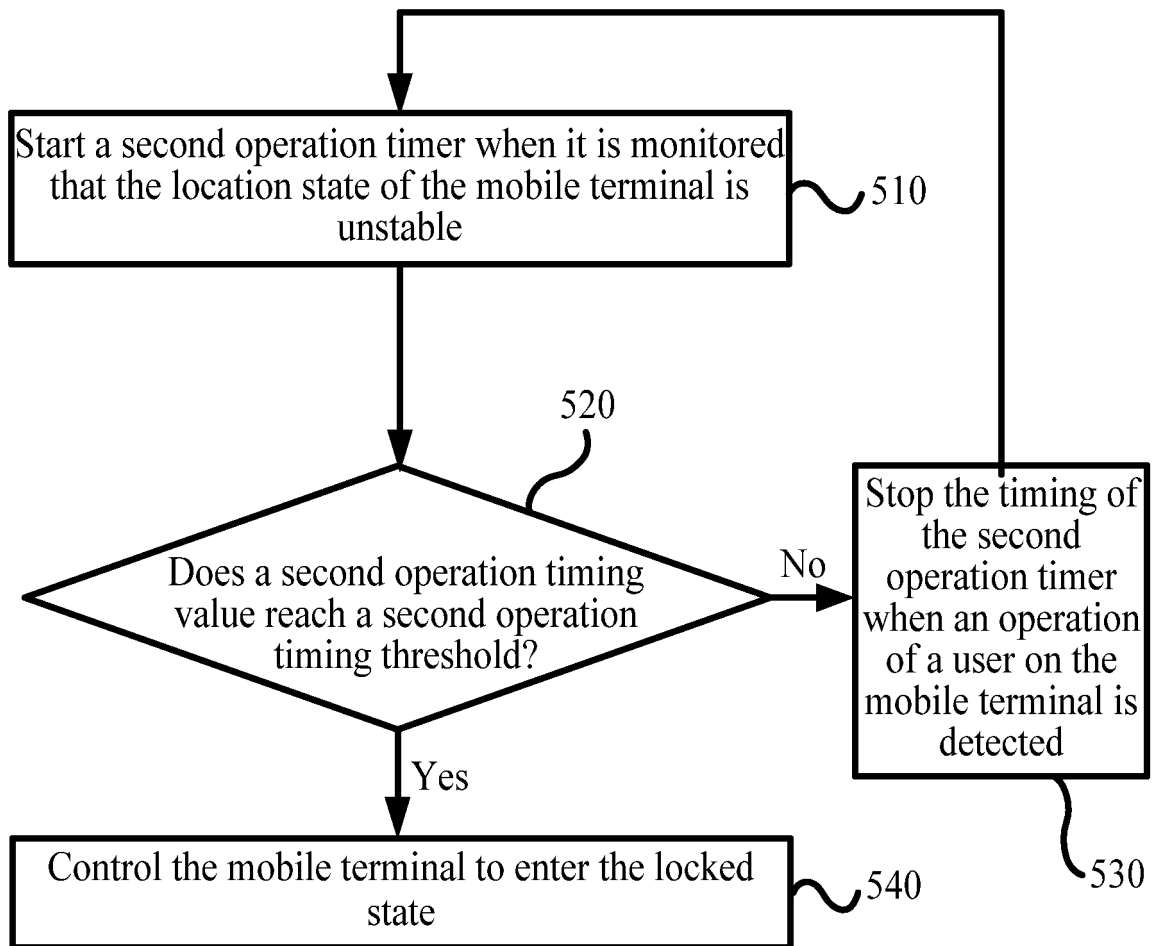 Start a second operation timer when it is monitored
that the location state of the mobile terminal is
unstable
510
520
Does a second operation timing
value reach a second operation
timing threshold?
No
Stop the timing of
the second
operation timer
when an operation
of a user on the
mobile terminal is
detected
530
Yes
Control the mobile terminal to enter the locked
state
540